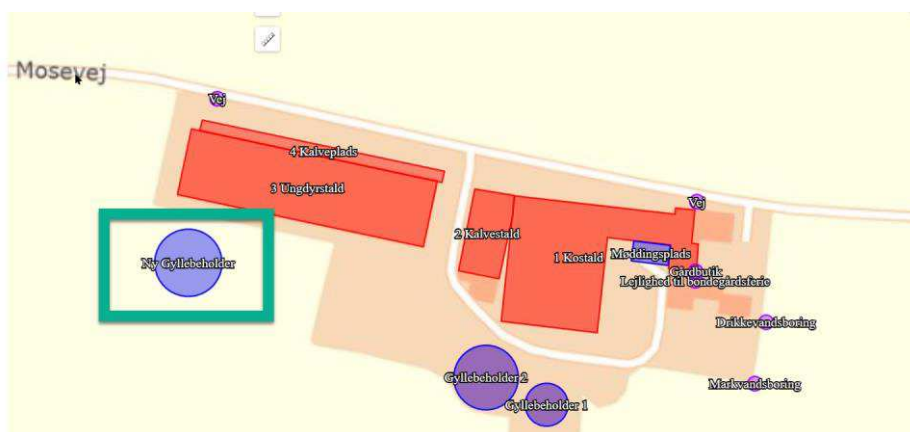 Mosevej
Vej
4 Kalveplads
3 Ungdyrstald
Vej
2 Kalvestald
1 Kostald
Møddingsplads
Ny Gyllebeholder
Gårdbutik
Lejlighed til bondegårdsferie
Drikkevandsboring
Gyllebeholder 2
Markvandsboring
Gyllebeholder 1